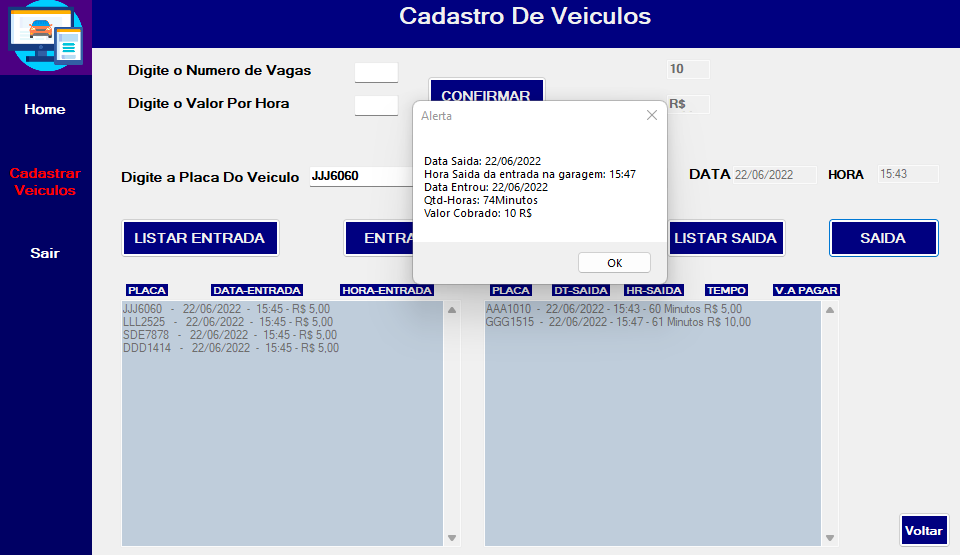 Cadastro De Veiculos
Home
Cadastrar
Veiculos
Sair
Digite o Numero de Vagas
10
Digite o Valor Por Hora
CONFIRMAR
R$
Digite a Placa Do Veiculo
JJJ6060
DATA
22/06/2022
HORA
15:43
Alerta
Data Saida: 22/06/2022
Hora Saida da entrada na garagem: 15:47
Data Entrou: 22/06/2022
Qtd-Horas: 74Minutos
Valor Cobrado: 10 R$
OK
LISTAR ENTRADA
ENTRA
LISTAR SAIDA
SAIDA
PLACA DATA-ENTRADA HORA-ENTRADA
JJJ6060 - 22/06/2022 - 15:45 - R$ 5,00
LLL2525 - 22/06/2022 - 15:45 - R$ 5,00
SDE7878 - 22/06/2022 - 15:45 - R$ 5,00
DDD1414 - 22/06/2022 - 15:45 - R$ 5,00
PLACA DT-SAIDA HR-SAIDA TEMPO V.A PAGAR
AAA1010 - 22/06/2022 - 15:43 - 60 Minutos R$ 5,00
GGG1515 - 22/06/2022 - 15:47 - 61 Minutos R$ 10,00
Voltar